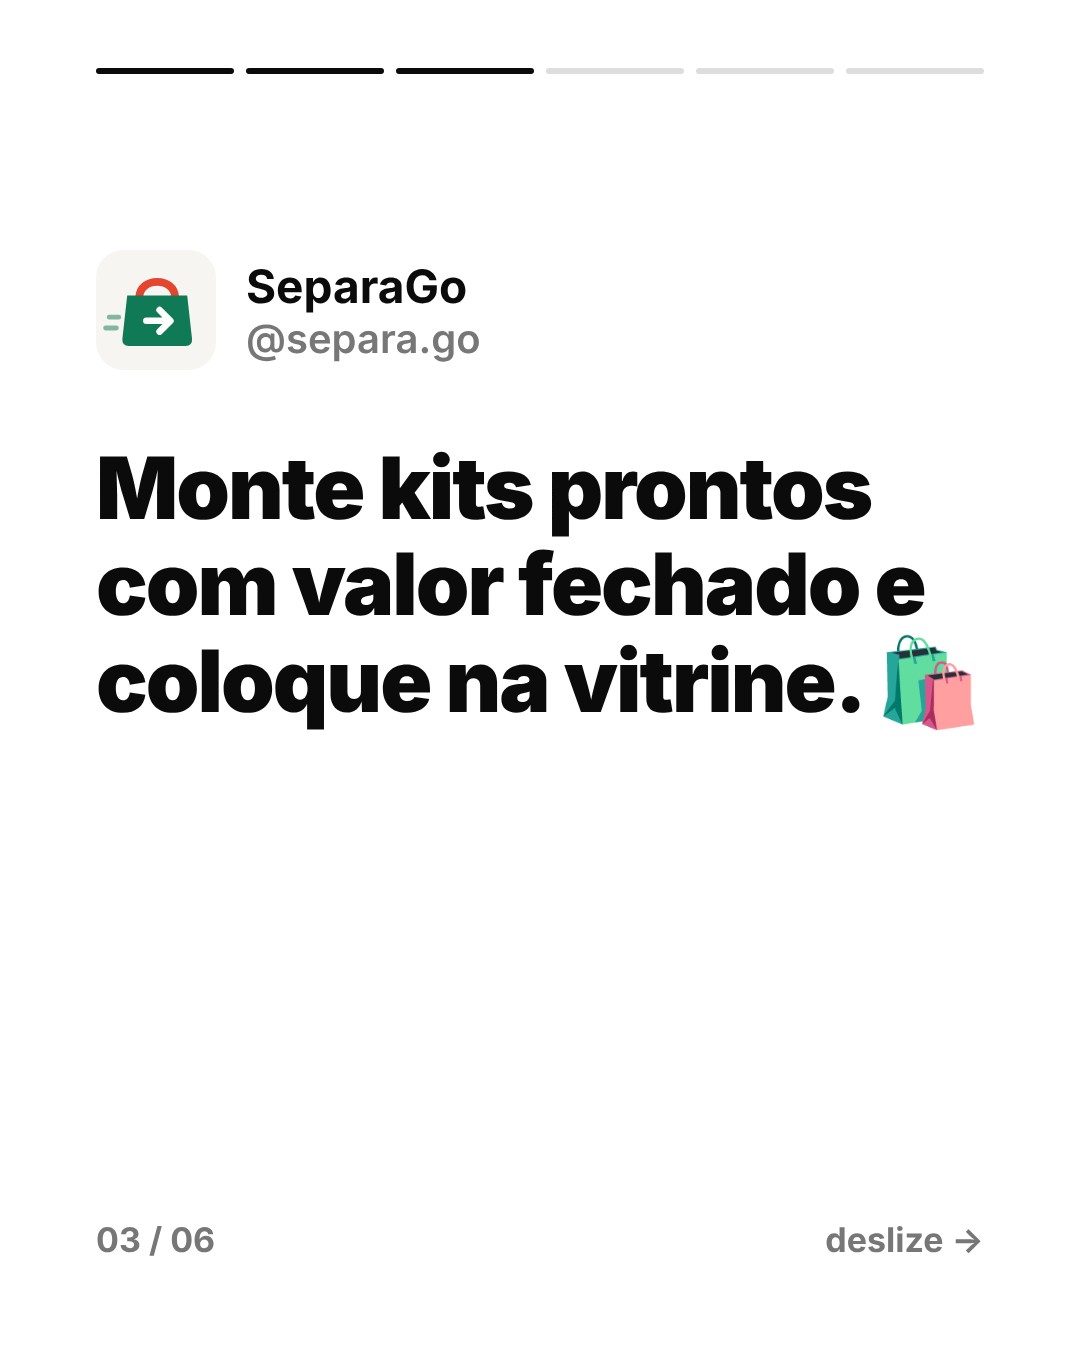 SeparaGo
@separa.go
Monte kits prontos
com valor fechado e
coloque na vitrine. 🛍️
03 / 06
deslize →